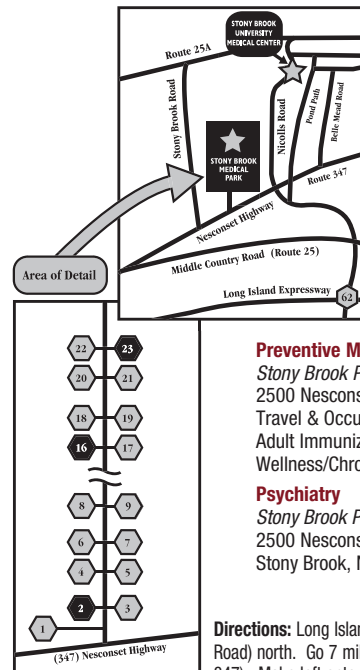 STONY BROOK
UNIVERSITY
MEDICAL CENTER
Route 25A
Stony Brook Road
Nicolls Road
Pond Path
Belle Mead Road
STONY BROOK
MEDICAL
PARK
Route 347
Nesconset Highway
Middle Country Road (Route 25)
Long Island Expressway
62
Area of Detail
22 23
20 21
18 19
16 17
8 9
6 7
4 5
2 3
1
(347) Nesconset Highway
Preventive M
Stony Brook P
2500 Nescons
Travel & Occu
Adult Immuniz
Wellness/Chro
Psychiatry
Stony Brook P
2500 Nescons
Stony Brook, N
Directions: Long Islan
Road) north. Go 7 mi